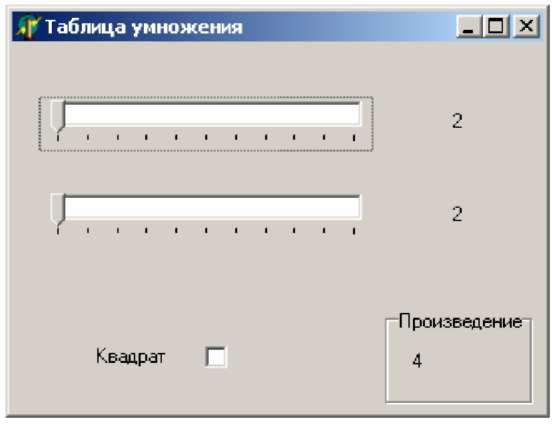 Таблица умножения
2
2
Произведение
Квадрат
4